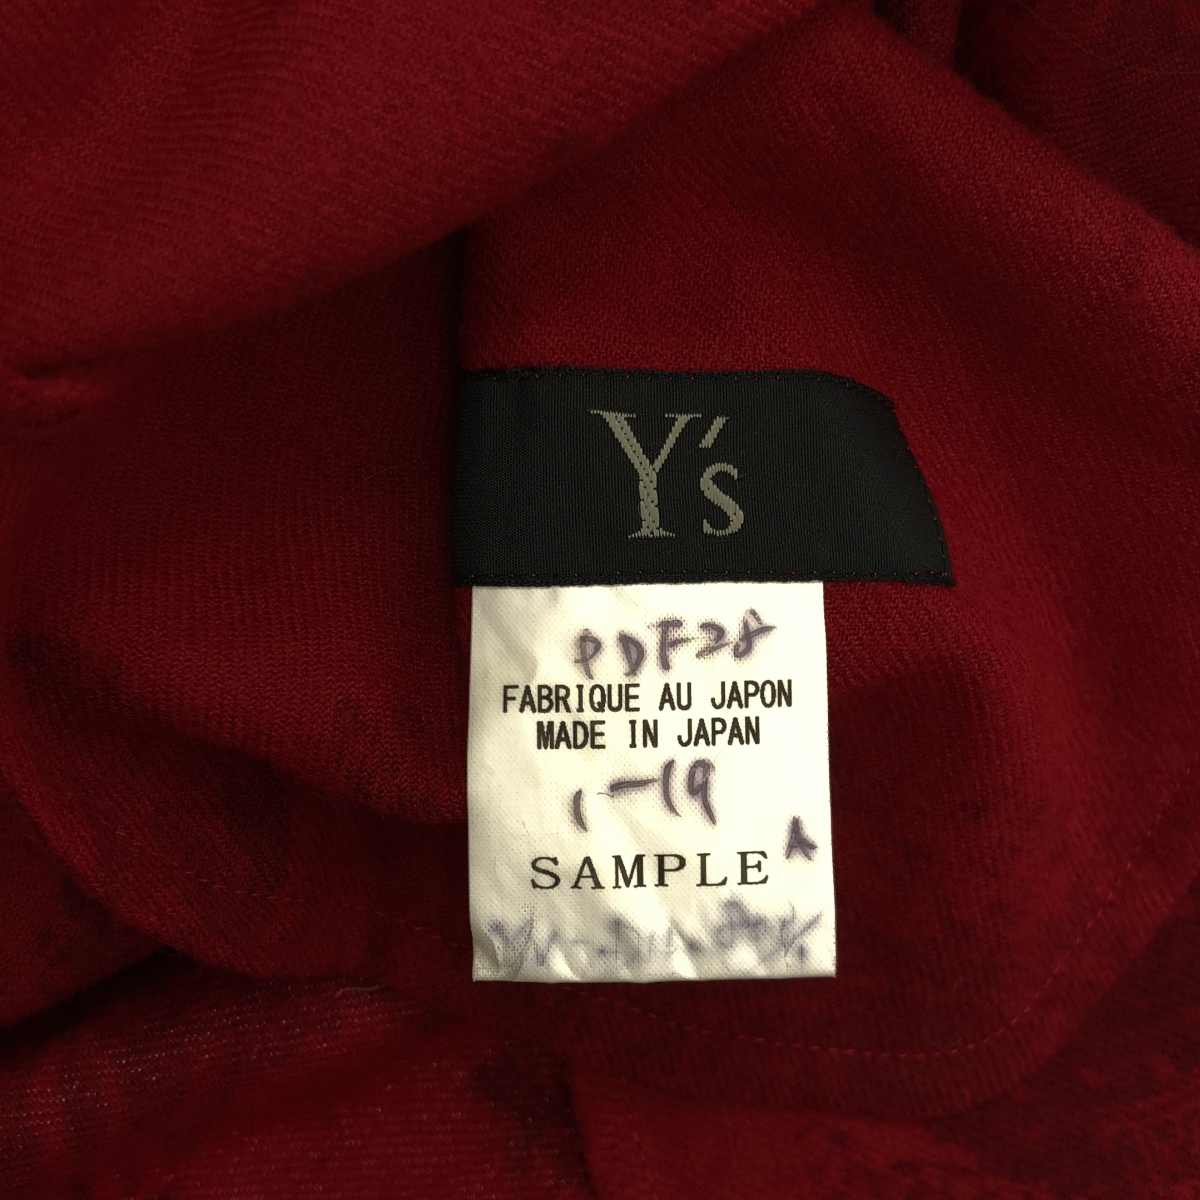 Y's
PDF28
FABRIQUE AU JAPON
MADE IN JAPAN
1-19
SAMPLE